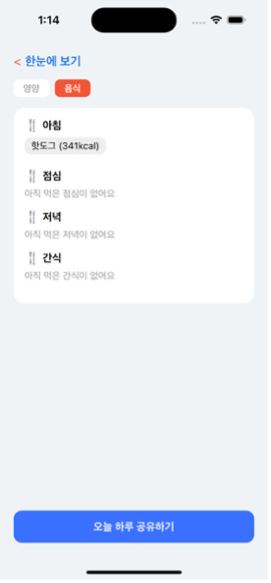 1:14
< 한눈에 보기
영양 음식
아침
핫도그 (341kcal)
점심
아직 먹은 점심이 없어요
저녁
아직 먹은 저녁이 없어요
간식
아직 먹은 간식이 없어요
오늘 하루 공유하기